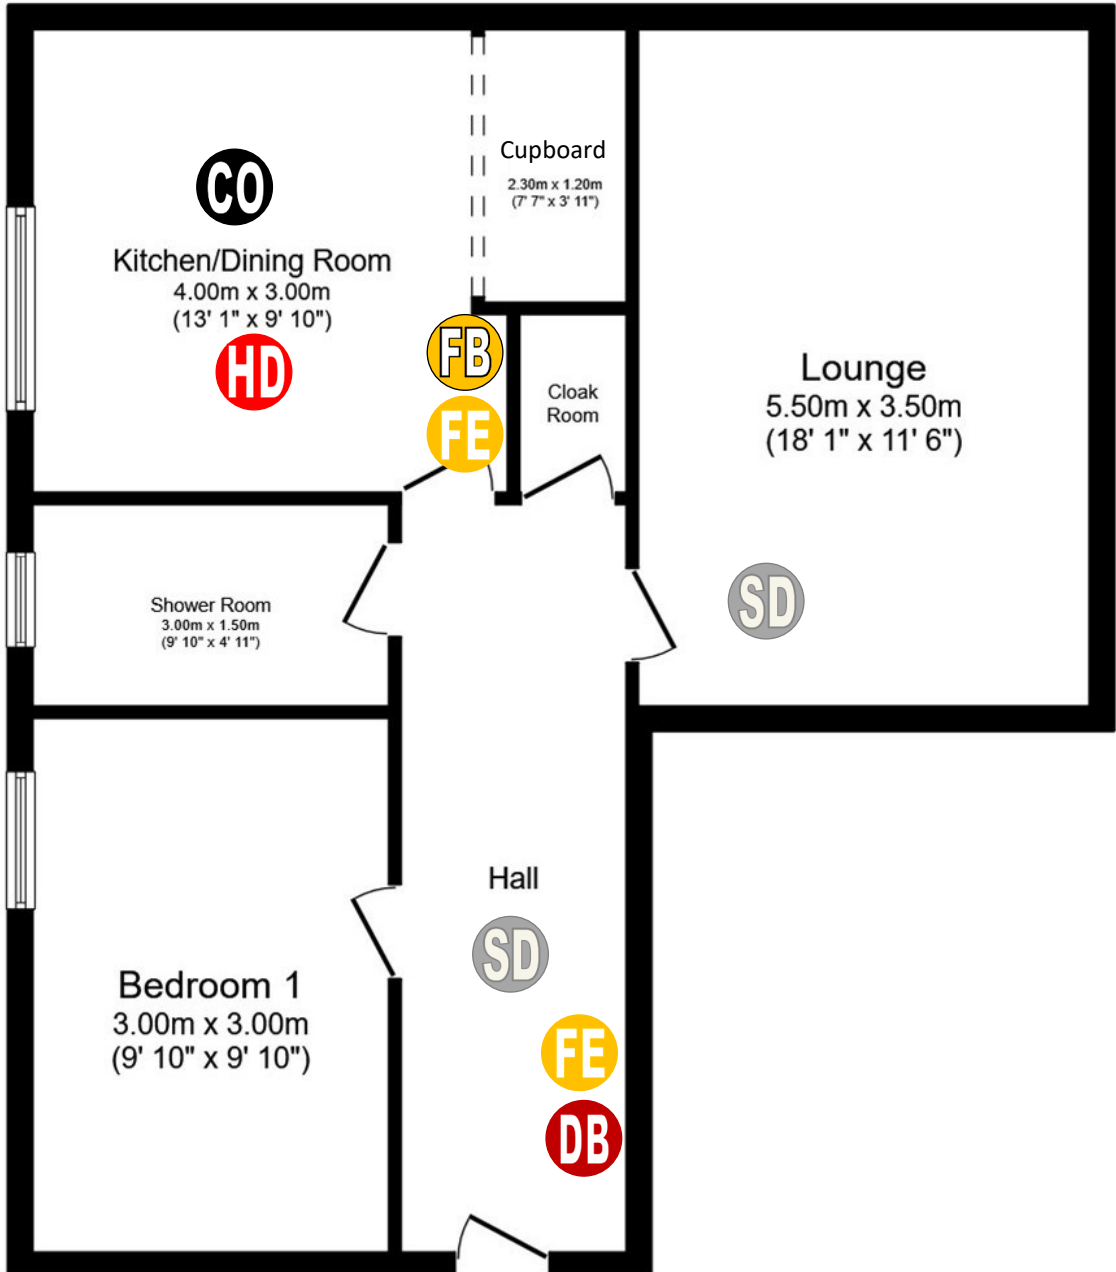 Cupboard
2.30m x 1.20m
(7' 7" x 3' 11")
CO
Kitchen/Dining Room
4.00m x 3.00m
(13' 1" x 9' 10")
HD
FB
FE
Cloak
Room
Lounge
5.50m x 3.50m
(18' 1" x 11' 6")
SD
Shower Room
3.00m x 1.50m
(9' 10" x 4' 11")
Hall
SD
Bedroom 1
3.00m x 3.00m
(9' 10" x 9' 10")
FE
DB